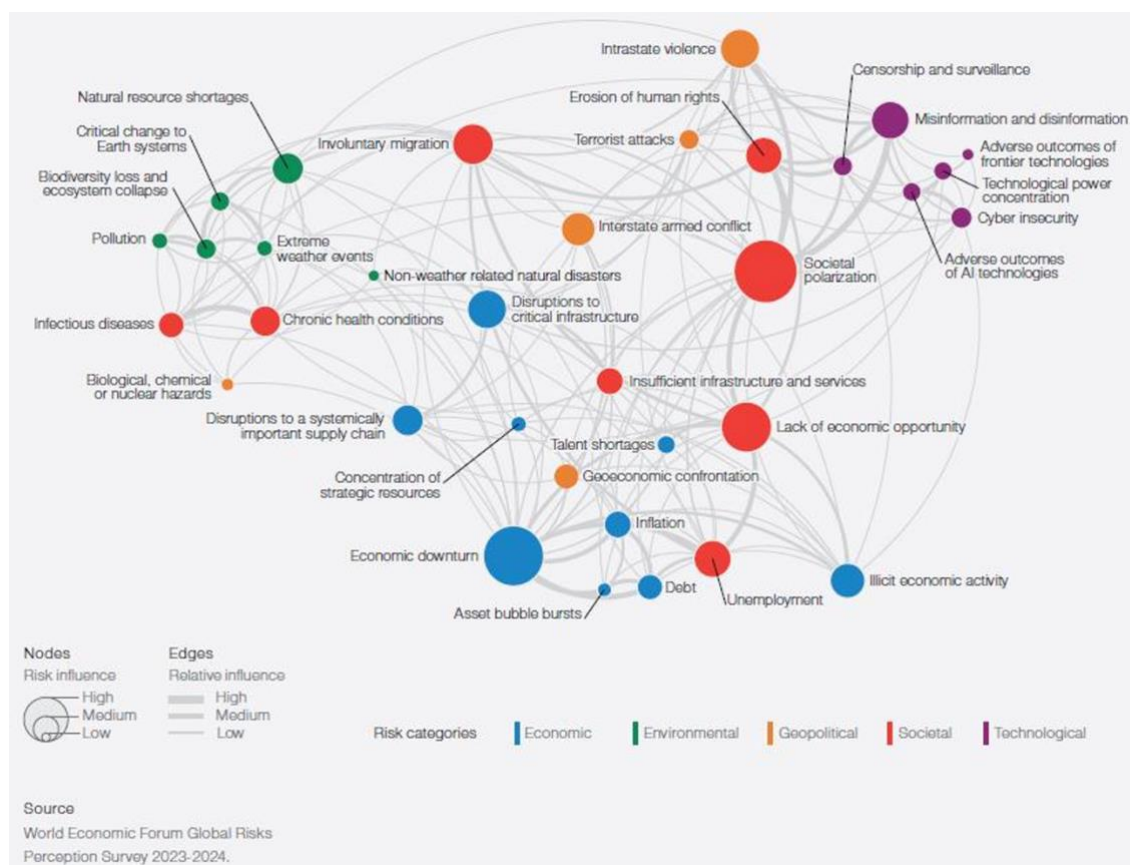 Intrastate violence
Censorship and surveillance
Natural resource shortages
Erosion of human rights
Misinformation and disinformation
Critical change to
Earth systems
Involuntary migration
Terrorist attacks
Adverse outcomes of
frontier technologies
Biodiversity loss and
ecosystem collapse
Technological power
concentration
Pollution
Extreme
weather events
Interstate armed conflict
Cyber insecurity
Adverse outcomes
of AI technologies
Non-weather related natural disasters
Societal
polarization
Infectious diseases
Chronic health conditions
Disruptions to
critical infrastructure
Biological, chemical
or nuclear hazards
Insufficient infrastructure and services
Disruptions to a systemically
important supply chain
Lack of economic opportunity
Talent shortages
Concentration of
strategic resources
Geoeconomic confrontation
Inflation
Economic downturn
Illicit economic activity
Debt
Unemployment
Asset bubble bursts
Nodes
Risk influence
High
Medium
Low
Edges
Relative influence
High
Medium
Low
Risk categories
Economic
Environmental
Geopolitical
Societal
Technological
Source
World Economic Forum Global Risks
Perception Survey 2023-2024.